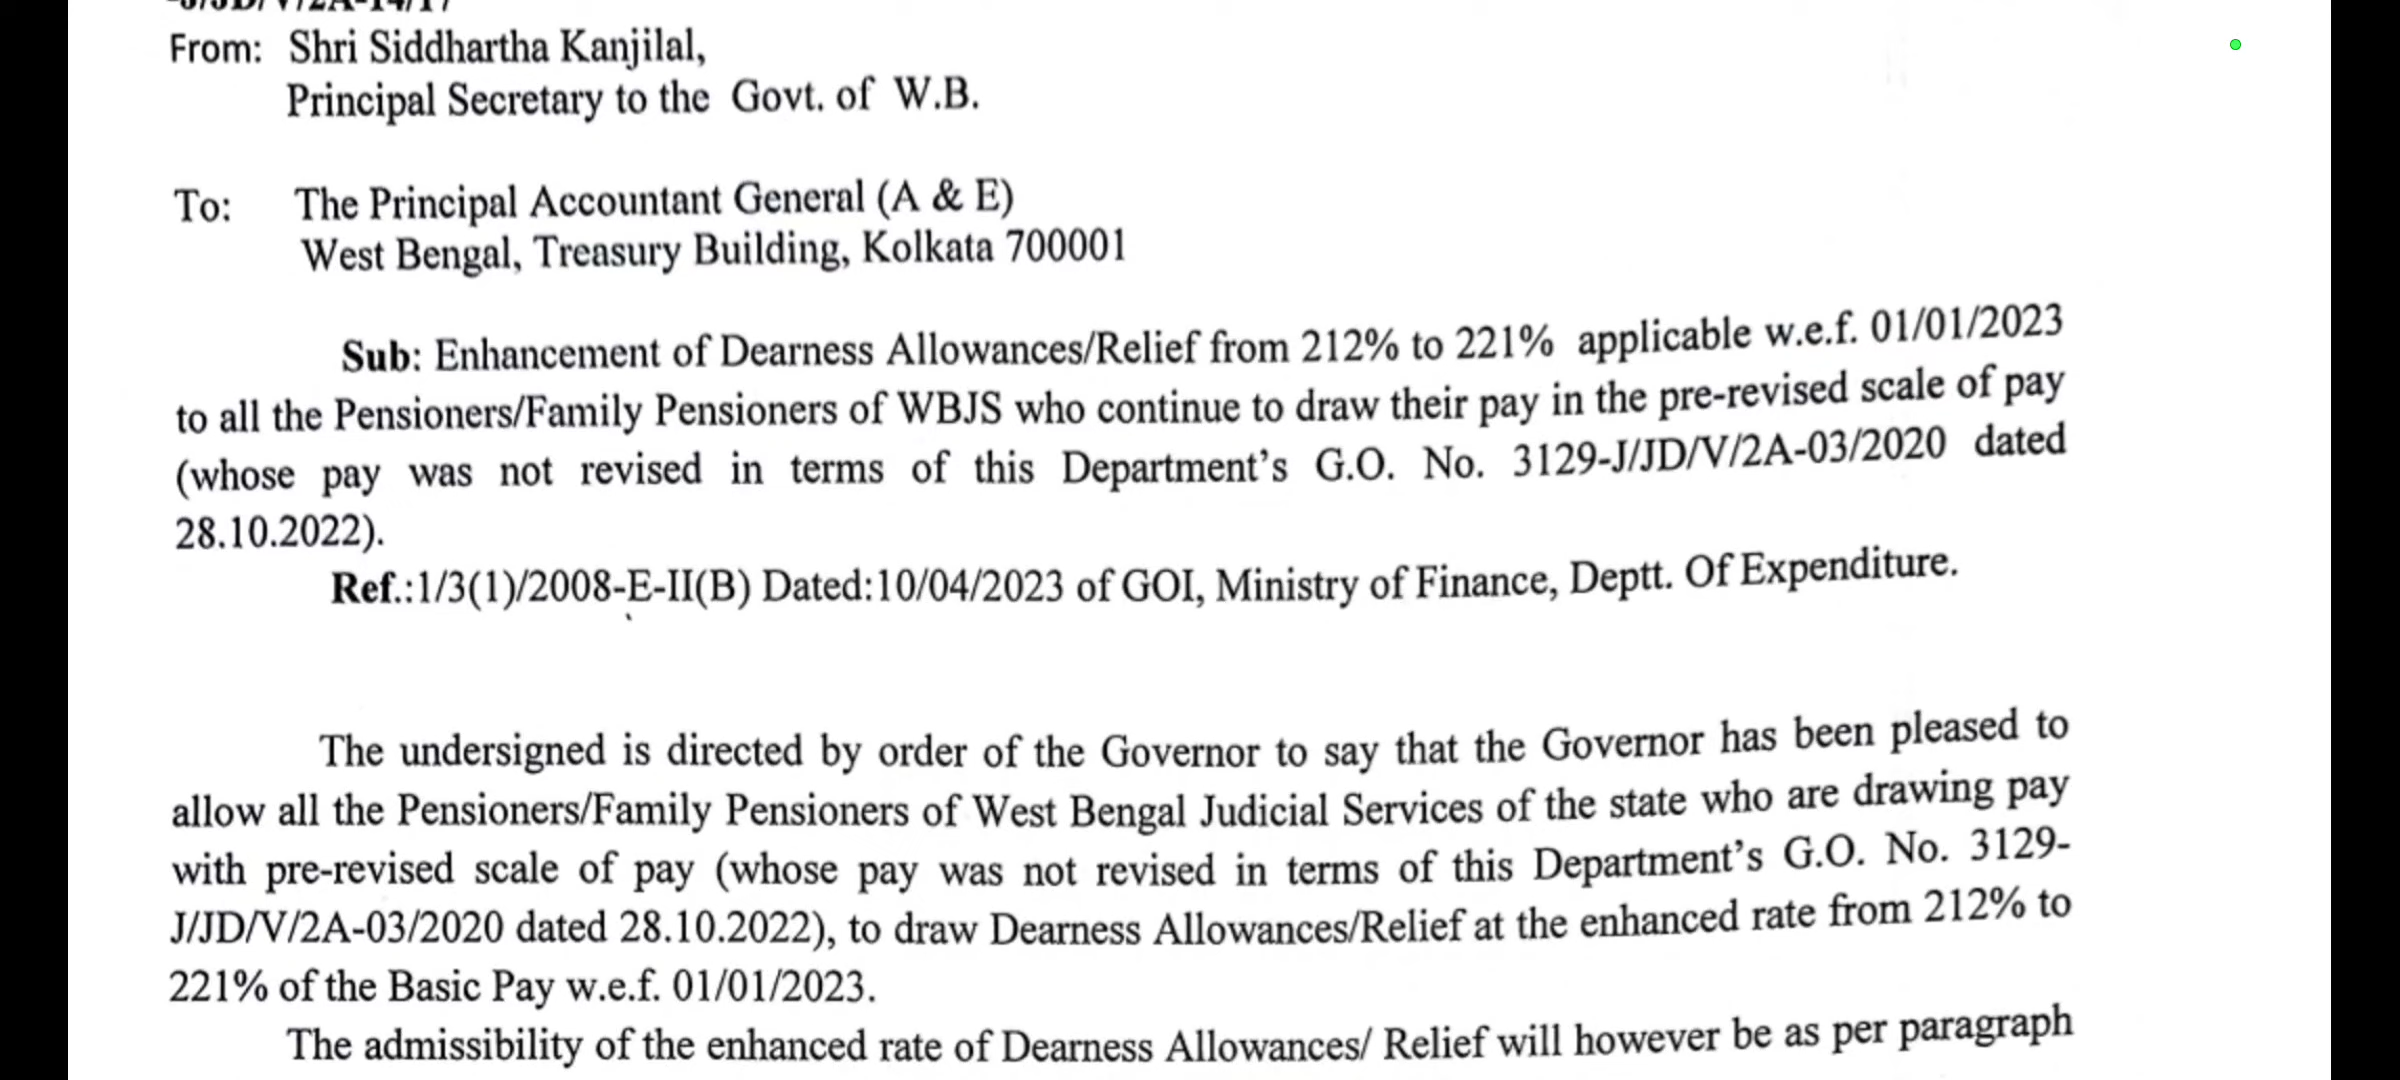 From: Shri Siddhartha Kanjilal,
Principal Secretary to the Govt. of W.B.
To: The Principal Accountant General (A & E)
West Bengal, Treasury Building, Kolkata 700001
Sub: Enhancement of Dearness Allowances/Relief from 212% to 221% applicable w.e.f. 01/01/2023
to all the Pensioners/Family Pensioners of WBJS who continue to draw their pay in the pre-revised scale of pay
(whose pay was not revised in terms of this Department's G.O. No. 3129-J/JD/V/2A-03/2020 dated
28.10.2022).
Ref.:1/3(1)/2008-E-II(B) Dated:10/04/2023 of GOI, Ministry of Finance, Deptt. Of Expenditure.
The undersigned is directed by order of the Governor to say that the Governor has been pleased to
allow all the Pensioners/Family Pensioners of West Bengal Judicial Services of the state who are drawing pay
with pre-revised scale of pay (whose pay was not revised in terms of this Department's G.O. No. 3129-
J/JD/V/2A-03/2020 dated 28.10.2022), to draw Dearness Allowances/Relief at the enhanced rate from 212% to
221% of the Basic Pay w.e.f. 01/01/2023.
The admissibility of the enhanced rate of Dearness Allowances/ Relief will however be as per paragraph